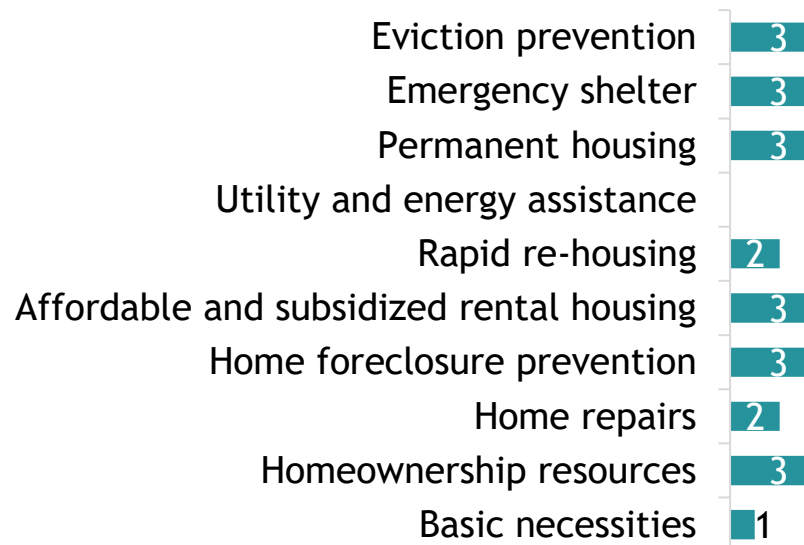 Eviction prevention 3
Emergency shelter 3
Permanent housing 3
Utility and energy assistance
Rapid re-housing 2
Affordable and subsidized rental housing 3
Home foreclosure prevention 3
Home repairs 2
Homeownership resources 3
Basic necessities 1